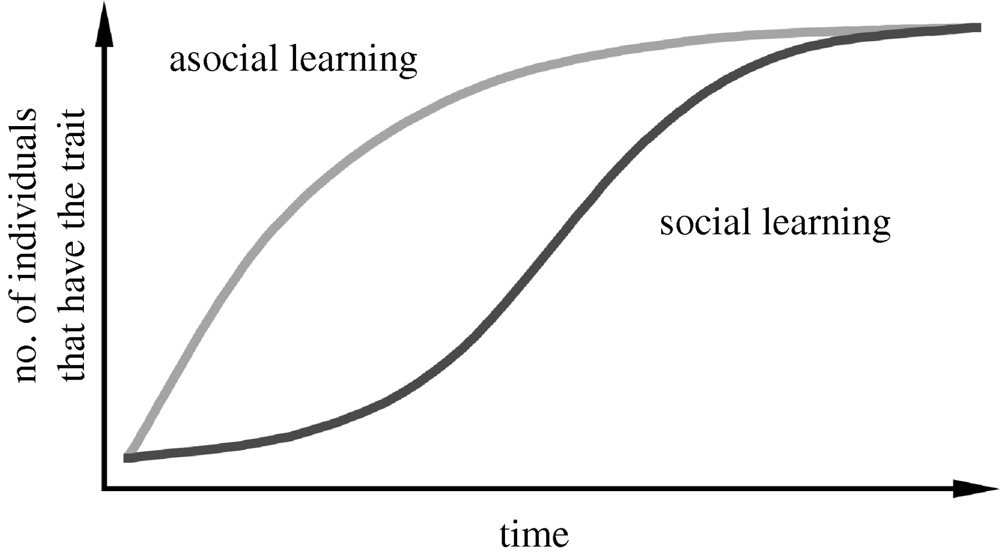 asocial learning
no. of individuals
that have the trait
social learning
time